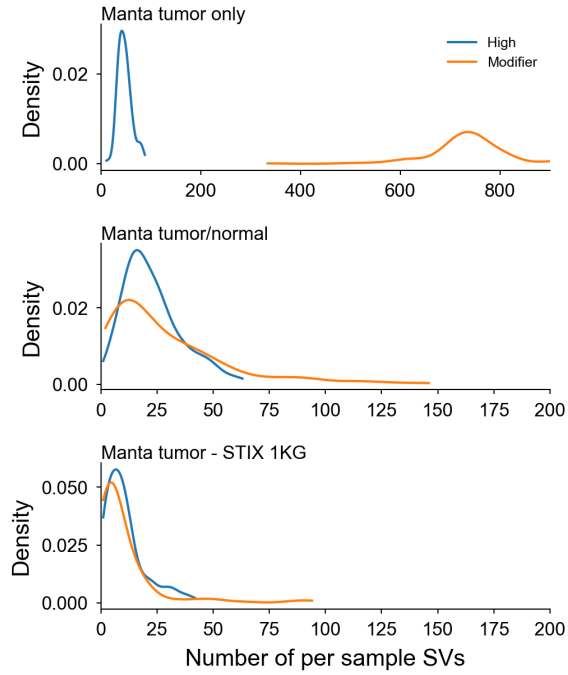 Manta tumor only
High
Modifier
Density
0.02
0.00
0 200 400 600 800
Manta tumor/normal
Density
0.02
0.00
0 25 50 75 100 125 150 175 200
Manta tumor - STIX 1KG
Density
0.050
0.025
0.000
0 25 50 75 100 125 150 175 200
Number of per sample SVs